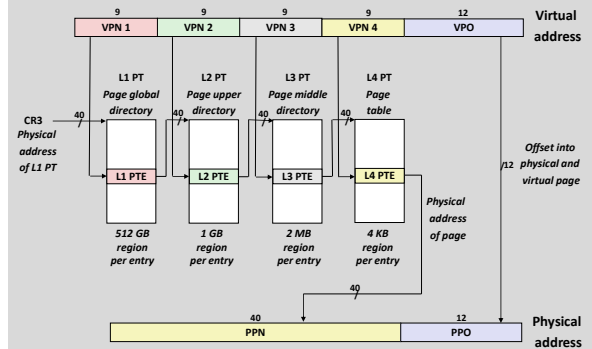 9 9 9 9 12
VPN 1 VPN 2 VPN 3 VPN 4 VPO
Virtual
address
L1 PT
Page global
directory
L2 PT
Page upper
directory
L3 PT
Page middle
directory
L4 PT
Page
table
CR3
Physical
address
of L1 PT
40
40
40
40
L1 PTE
L2 PTE
L3 PTE
L4 PTE
512 GB
region
per entry
1 GB
region
per entry
2 MB
region
per entry
4 KB
region
per entry
Physical
address
of page
Offset into
physical and
virtual page
12
40
40 12
PPN PPO
Physical
address